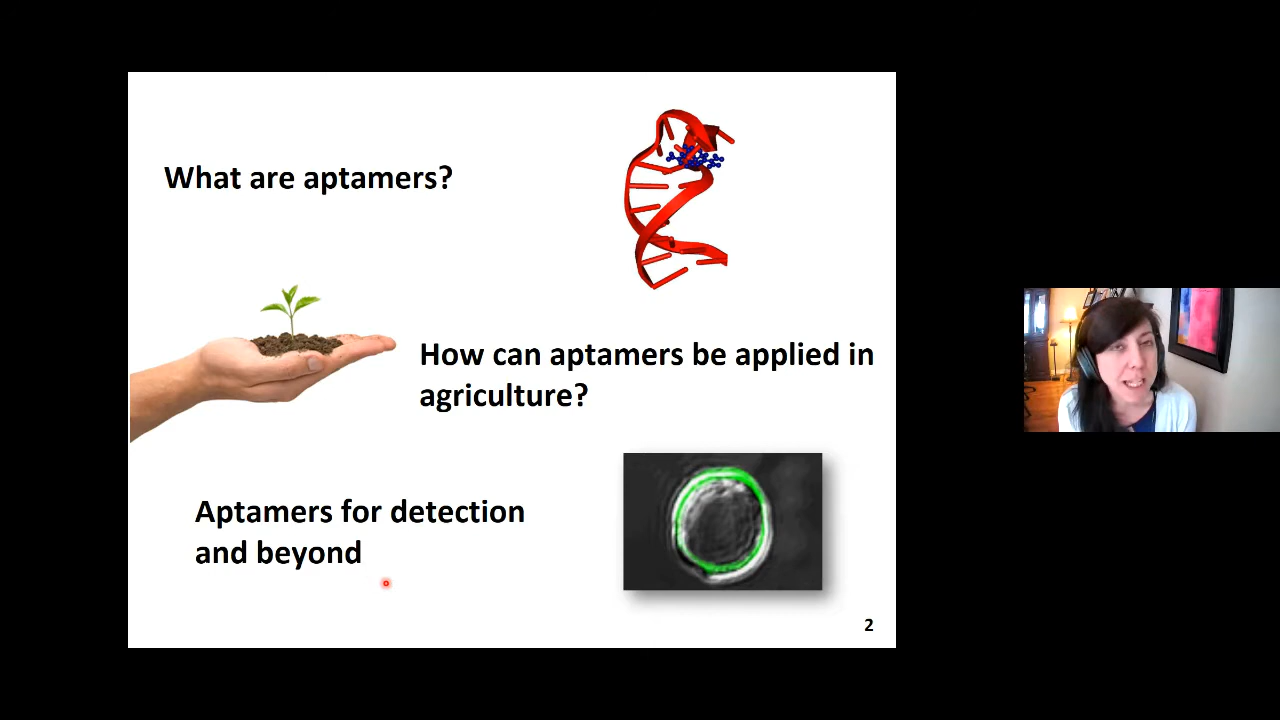 What are aptamers?
How can aptamers be applied in
agriculture?
Aptamers for detection
and beyond
2